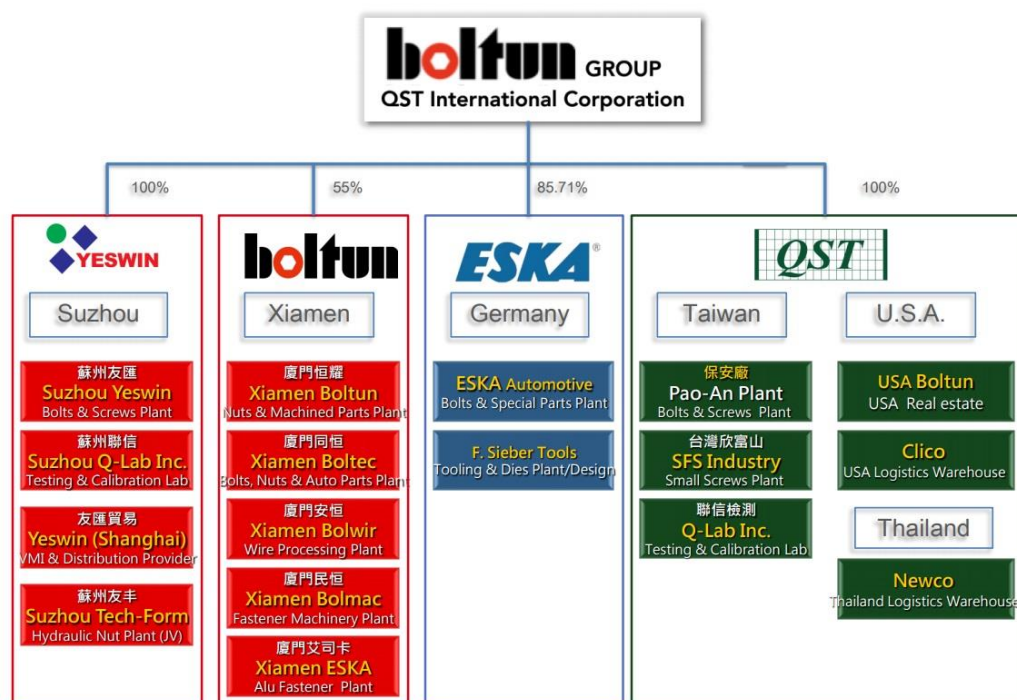 boltun GROUP
QST International Corporation
100%
55%
85.71%
100%
YESWIN
Suzhou
蘇州友匯
Suzhou Yeswin
Bolts & Screws Plant
蘇州聯信
Suzhou Q-Lab Inc.
Testing & Calibration Lab
友匯貿易
Yeswin (Shanghai)
VMI & Distribution Provider
蘇州友丰
Suzhou Tech-Form
Hydraulic Nut Plant (JV)
boltun
Xiamen
廈門恒耀
Xiamen Boltun
Nuts & Machined Parts Plant
廈門同恒
Xiamen Boltec
Bolts, Nuts & Auto Parts Plant
廈門安恒
Xiamen Bolwir
Wire Processing Plant
廈門民恒
Xiamen Bolmac
Fastener Machinery Plant
廈門艾司卡
Xiamen ESKA
Alu Fastener Plant
ESKA®
Germany
ESKA Automotive
Bolts & Special Parts Plant
F. Sieber Tools
Tooling & Dies Plant/Design
QST
Taiwan
保安廠
Pao-An Plant
Bolts & Screws Plant
台灣欣富山
SFS Industry
Small Screws Plant
聯信檢測
Q-Lab Inc.
Testing & Calibration Lab
U.S.A.
USA Boltun
USA Real estate
Clico
USA Logistics Warehouse
Thailand
Newco
Thailand Logistics Warehouse